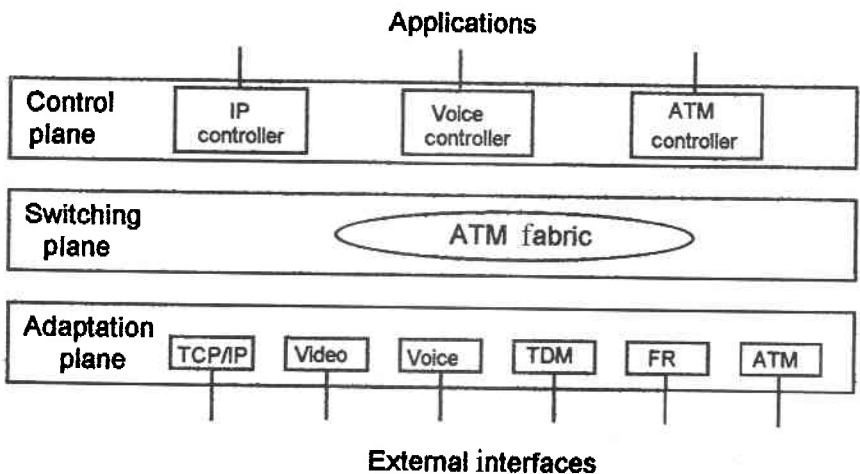 Applications
Control
plane
IP
controller
Voice
controller
ATM
controller
Switching
plane
ATM fabric
Adaptation
plane
TCP/IP
Video
Voice
TDM
FR
ATM
External interfaces